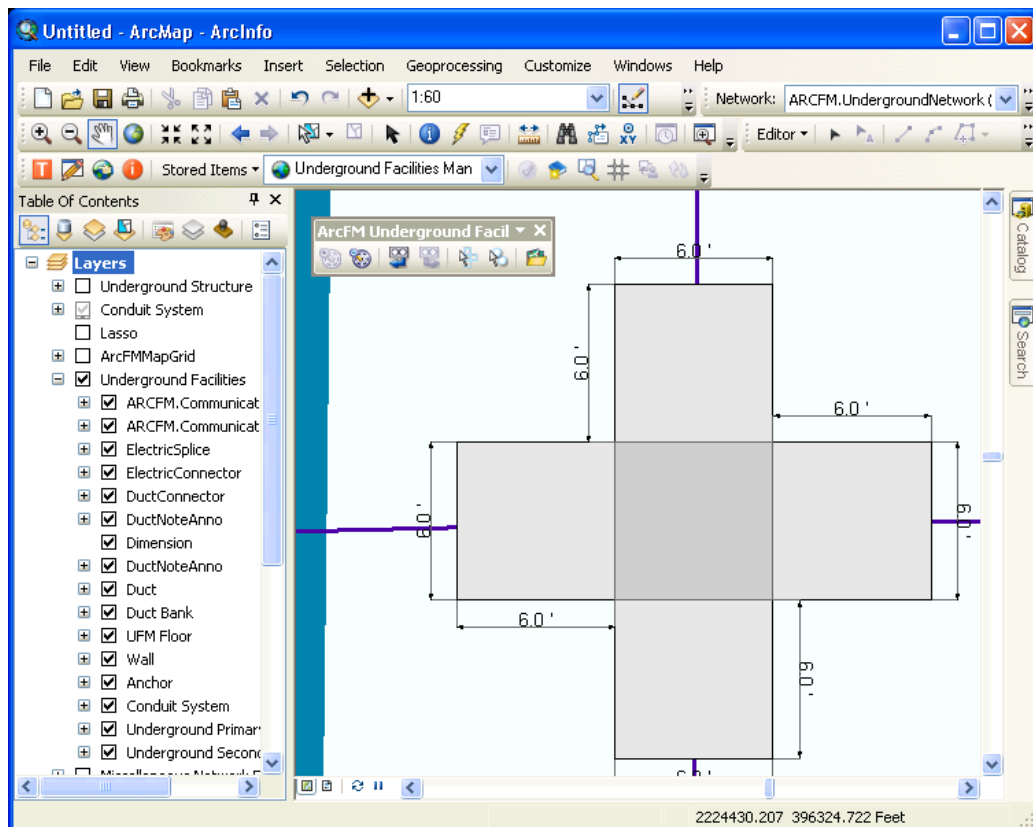 Untitled - ArcMap - ArcInfo
File Edit View Bookmarks Insert Selection Geoprocessing Customize Windows Help
1:60 Network: ARCFM.UndergroundNetwork (
Editor
Stored Items Underground Facilities Man
Table Of Contents
Layers
Underground Structure
Conduit System
Lasso
ArcFMMapGrid
Underground Facilities
ARCFM.Communicat
ARCFM.Communicat
ElectricSplice
ElectricConnector
DuctConnector
DuctNoteAnno
Dimension
DuctNoteAnno
Duct
Duct Bank
UFM Floor
Wall
Anchor
Conduit System
Underground Primar
Underground Second
ArcFM Underground Facil
6.0 '
6.0 '
6.0 '
6.0 '
6.0 '
6.0 '
6.0 '
Catalog
Search
2224430.207 396324.722 Feet